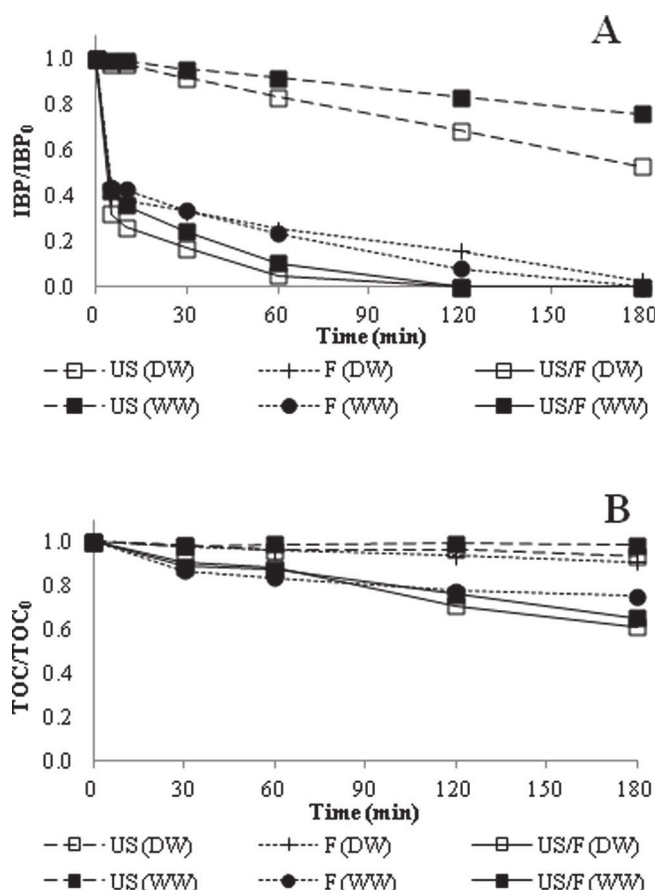 A
IBP/IBP0
1.0
0.8
0.6
0.4
0.2
0.0
0 30 60 90 120 150 180
Time (min)
US (DW) F (DW) US/F (DW)
US (WW) F (WW) US/F (WW)
B
TOC/TOC0
1.0
0.8
0.6
0.4
0.2
0.0
0 30 60 90 120 150 180
Time (min)
US (DW) F (DW) US/F (DW)
US (WW) F (WW) US/F (WW)